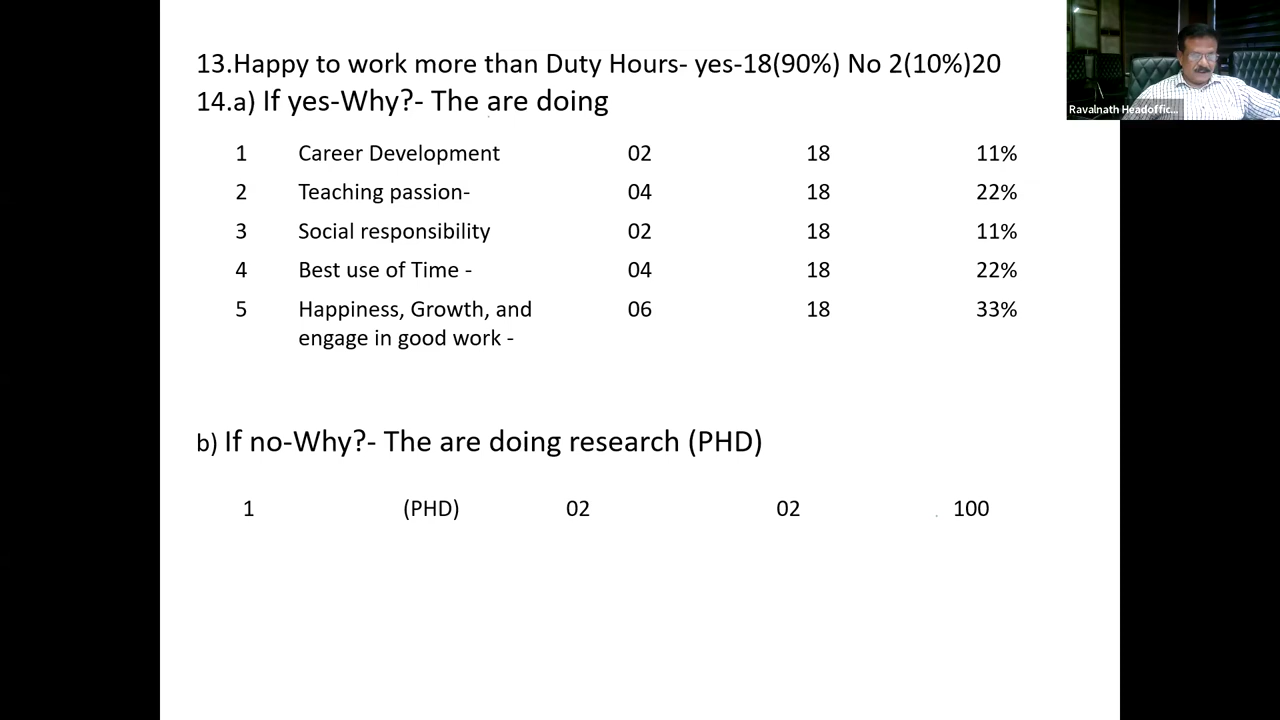 13.Happy to work more than Duty Hours- yes-18(90%) No 2(10%)20
14.a) If yes-Why?- The are doing
1 Career Development 02 18 11%
2 Teaching passion- 04 18 22%
3 Social responsibility 02 18 11%
4 Best use of Time - 04 18 22%
5 Happiness, Growth, and 06 18 33%
engage in good work -
b) If no-Why?- The are doing research (PHD)
1 (PHD) 02 02 100
Ravalnath Headoffic...